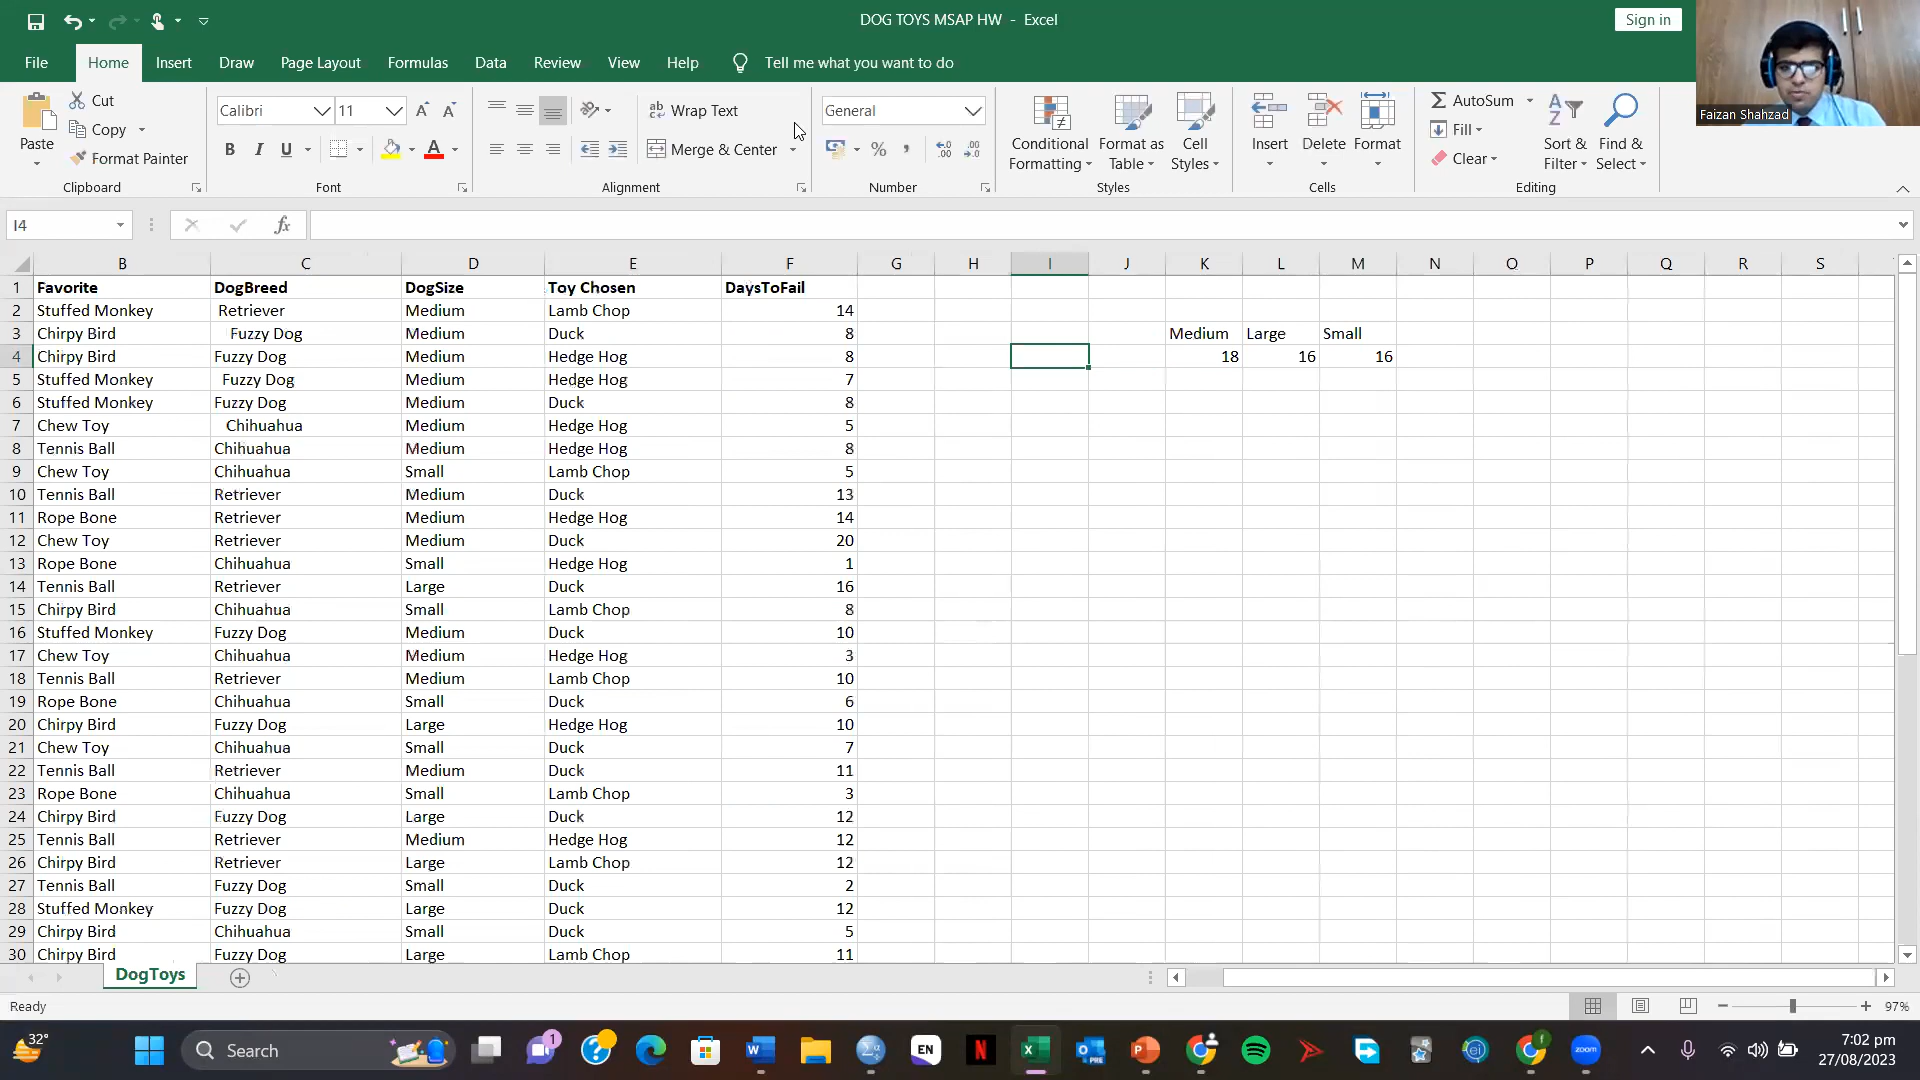 DOG TOYS MSAP HW - Excel
Sign in
File Home Insert Draw Page Layout Formulas Data Review View Help Tell me what you want to do
Faizan Shahzad
Paste Cut Copy Format Painter
Clipboard
Calibri 11
B I U A
Font
Wrap Text
Merge & Center
Alignment
General
%
Number
Conditional Formatting
Format as Table
Cell Styles
Styles
Insert Delete Format
Cells
AutoSum
Fill
Clear
Sort & Filter
Find & Select
Editing
I4 fx
B C D E F G H I J K L M N O P Q R S
1 Favorite DogBreed DogSize Toy Chosen DaysToFail
2 Stuffed Monkey Retriever Medium Lamb Chop 14
3 Chirpy Bird Fuzzy Dog Medium Duck 8 Medium Large Small
4 Chirpy Bird Fuzzy Dog Medium Hedge Hog 8 18 16 16
5 Stuffed Monkey Fuzzy Dog Medium Hedge Hog 7
6 Stuffed Monkey Fuzzy Dog Medium Duck 8
7 Chew Toy Chihuahua Medium Hedge Hog 5
8 Tennis Ball Chihuahua Medium Hedge Hog 8
9 Chew Toy Chihuahua Small Lamb Chop 5
10 Tennis Ball Retriever Medium Duck 13
11 Rope Bone Retriever Medium Hedge Hog 14
12 Chew Toy Retriever Medium Duck 20
13 Rope Bone Chihuahua Small Hedge Hog 1
14 Tennis Ball Retriever Large Duck 16
15 Chirpy Bird Chihuahua Small Lamb Chop 8
16 Stuffed Monkey Fuzzy Dog Medium Duck 10
17 Chew Toy Chihuahua Medium Hedge Hog 3
18 Tennis Ball Retriever Medium Lamb Chop 10
19 Rope Bone Chihuahua Small Duck 6
20 Chirpy Bird Fuzzy Dog Large Hedge Hog 10
21 Chew Toy Chihuahua Small Duck 7
22 Tennis Ball Retriever Medium Duck 11
23 Rope Bone Chihuahua Small Lamb Chop 3
24 Chirpy Bird Fuzzy Dog Large Duck 12
25 Tennis Ball Retriever Medium Hedge Hog 12
26 Chirpy Bird Retriever Large Lamb Chop 12
27 Tennis Ball Fuzzy Dog Small Duck 2
28 Stuffed Monkey Fuzzy Dog Large Duck 12
29 Chirpy Bird Chihuahua Small Duck 5
30 Chirpy Bird Fuzzy Dog Large Lamb Chop 11
DogToys
Ready 97%
32° Search 1 EN N zoom 7:02 pm
27/08/2023